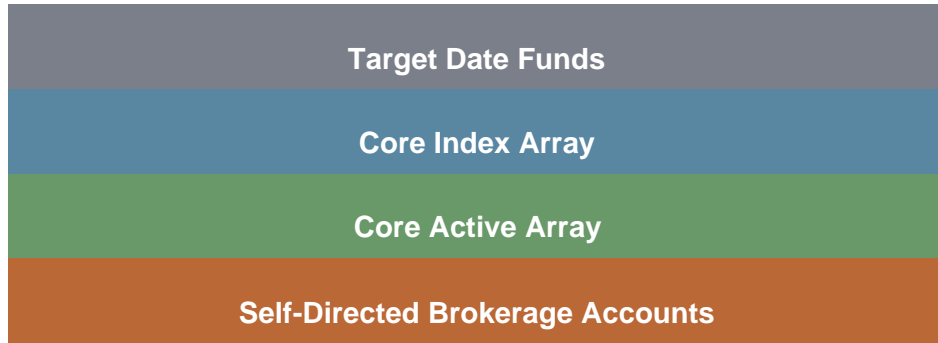 Target Date Funds
Core Index Array
Core Active Array
Self-Directed Brokerage Accounts